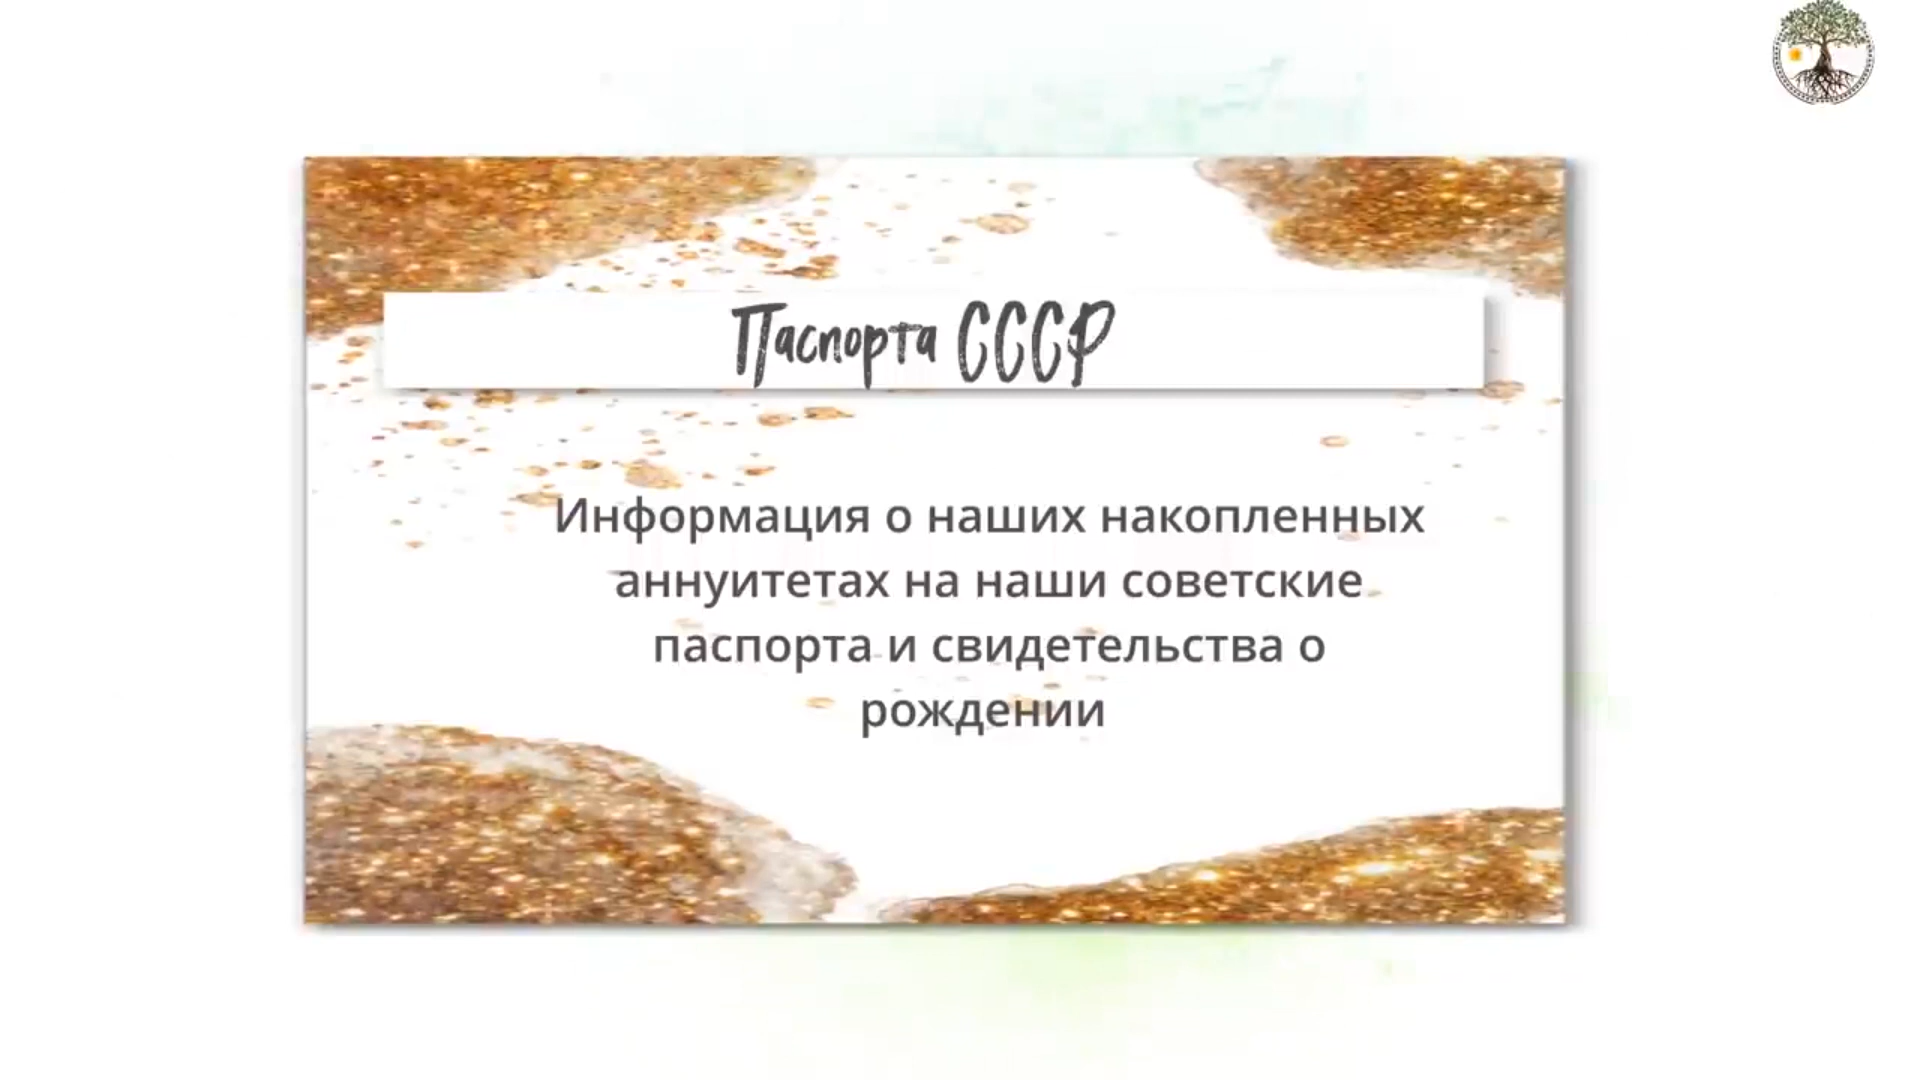 Паспорта СССР
Информация о наших накопленных
аннуитетах на наши советские
паспорта и свидетельства о
рождении